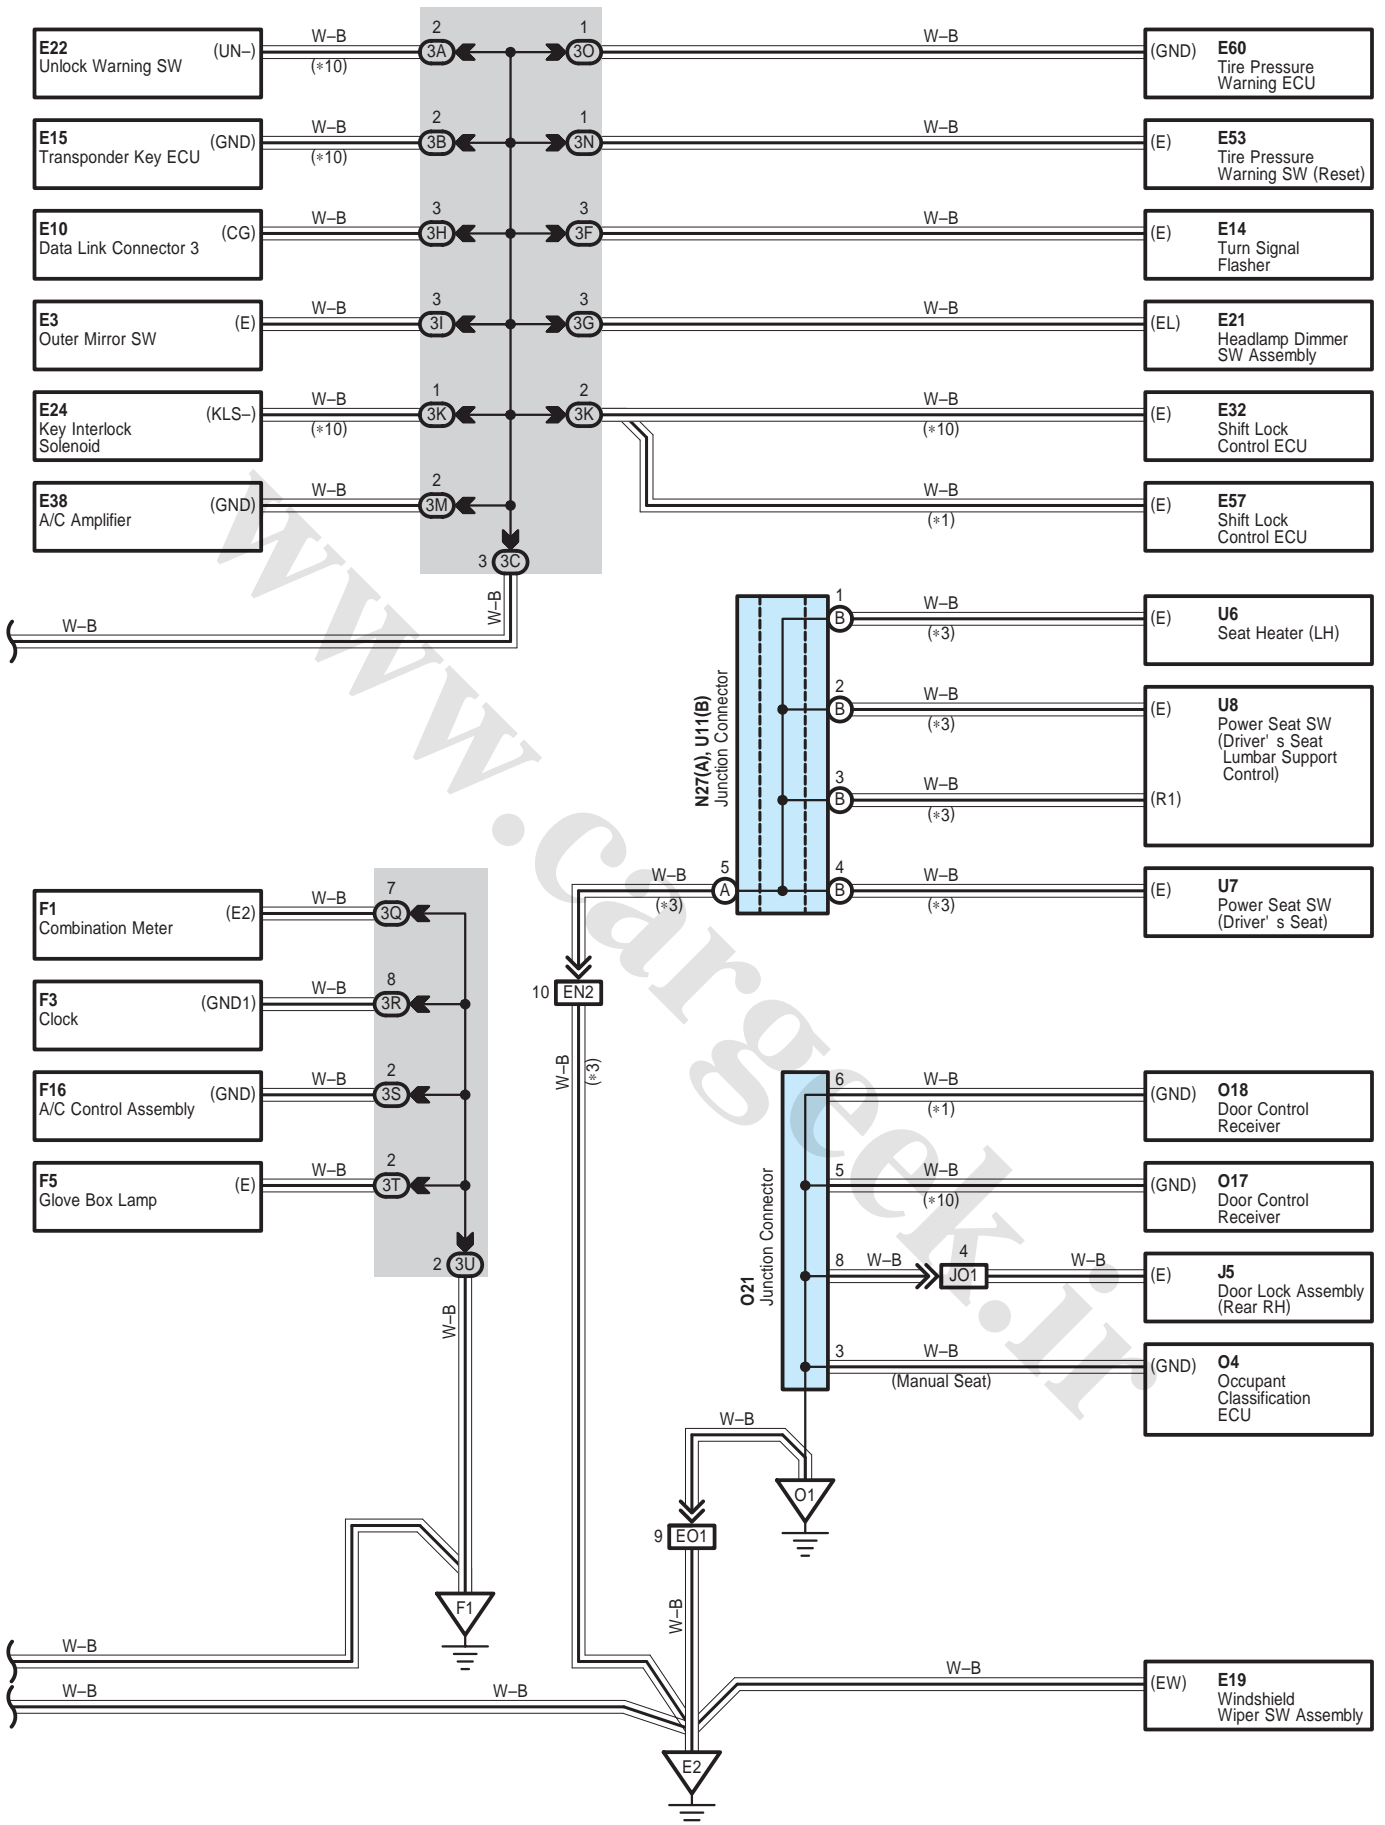 E22
Unlock Warning SW
(UN–)
W–B
(*10)
2
3A
1
3O
W–B
(GND)
E60
Tire Pressure
Warning ECU
E15
Transponder Key ECU
(GND)
W–B
(*10)
2
3B
1
3N
W–B
(E)
E53
Tire Pressure
Warning SW (Reset)
E10
Data Link Connector 3
(CG)
W–B
3
3H
3
3F
W–B
(E)
E14
Turn Signal
Flasher
E3
Outer Mirror SW
(E)
W–B
3
3I
3
3G
W–B
(EL)
E21
Headlamp Dimmer
SW Assembly
E24
Key Interlock
Solenoid
(KLS–)
W–B
(*10)
1
3K
2
3K
W–B
(*10)
(E)
E32
Shift Lock
Control ECU
E38
A/C Amplifier
(GND)
W–B
2
3M
W–B
(*1)
(E)
E57
Shift Lock
Control ECU
3
3C
W–B
W–B
N27(A), U11(B)
Junction Connector
1
B
W–B
(*3)
(E)
U6
Seat Heater (LH)
2
B
W–B
(*3)
(E)
U8
Power Seat SW
(Driver' s Seat
Lumbar Support
Control)
3
B
W–B
(*3)
(R1)
W–B
(*3)
5
A
4
B
W–B
(*3)
(E)
U7
Power Seat SW
(Driver' s Seat)
10
EN2
W–B
(*3)
F1
Combination Meter
(E2)
W–B
7
3Q
F3
Clock
(GND1)
W–B
8
3R
F16
A/C Control Assembly
(GND)
W–B
2
3S
F5
Glove Box Lamp
(E)
W–B
2
3T
2
3U
W–B
O21
Junction Connector
6
W–B
(*1)
(GND)
O18
Door Control
Receiver
5
W–B
(*10)
(GND)
O17
Door Control
Receiver
8
W–B
4
JO1
W–B
(E)
J5
Door Lock Assembly
(Rear RH)
3
W–B
(Manual Seat)
(GND)
O4
Occupant
Classification
ECU
W–B
O1
9
EO1
W–B
F1
W–B
W–B
W–B
W–B
(EW)
E19
Windshield
Wiper SW Assembly
E2
www.cargeek.ir